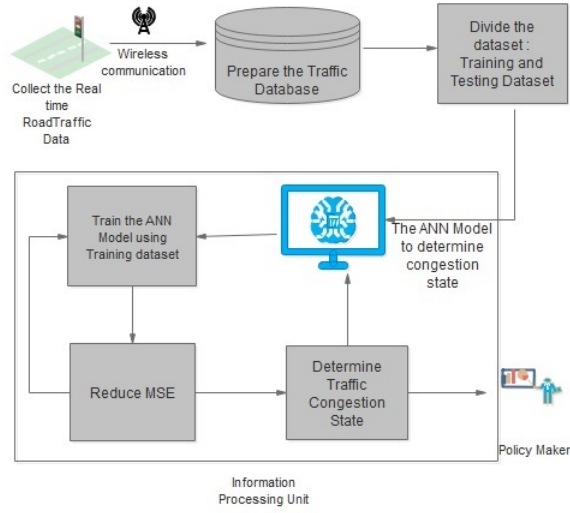 Wireless
communication
Collect the Real
time
RoadTraffic
Data
Prepare the Traffic
Database
Divide the
dataset :
Training and
Testing Dataset
Train the ANN
Model using
Training dataset
The ANN Model
to determine
congestion
state
Reduce MSE
Determine
Traffic
Congestion
State
Policy Maker
Information
Processing Unit